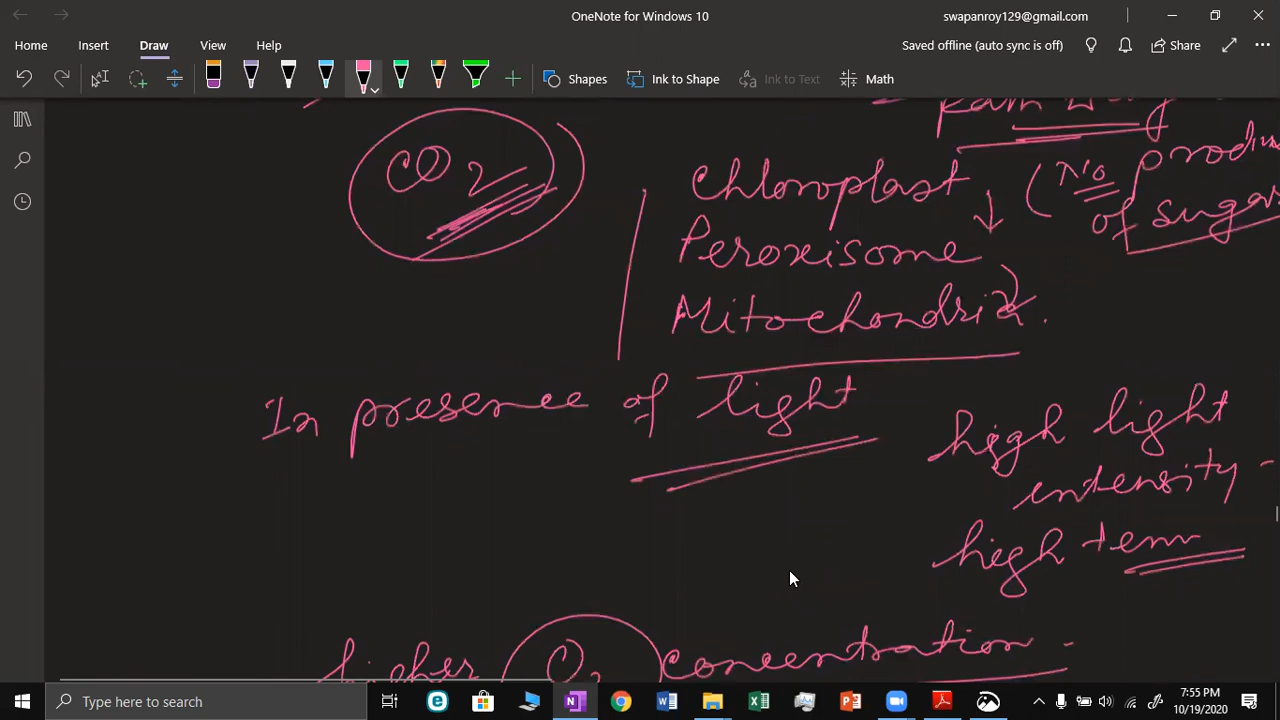 OneNote for Windows 10
swapanroy129@gmail.com
Home Insert Draw View Help
Saved offline (auto sync is off)
Share
Shapes Ink to Shape Ink to Text Math
CO2
Chloroplast
(No
of sugar
Peroxisome
Mitochondria.
In presence of light
high light
intensity -
high tem
higher O2 concentration -
Type here to search
7:55 PM
10/19/2020